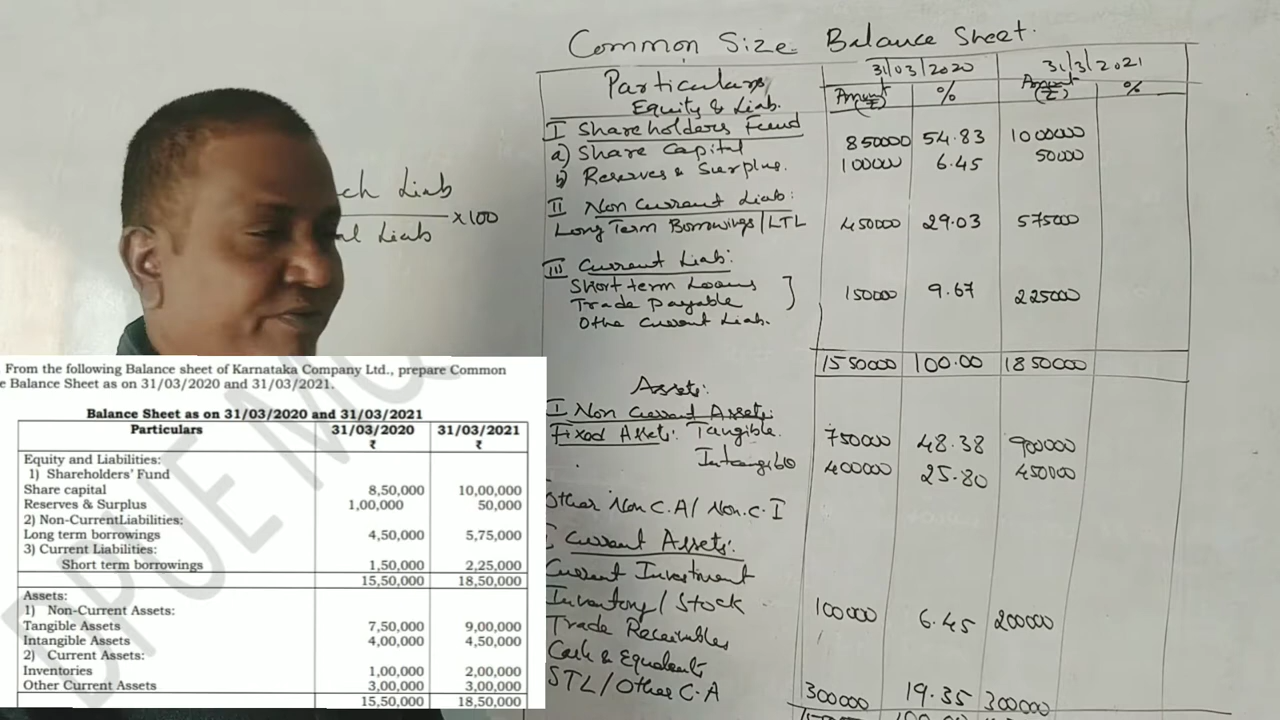 Common Size Balance Sheet.
Particulars 31/03/2020 31/3/2021
Equity & Liab. Amount (₹) % Amount (₹) %
I Shareholders Fund
a) Share Capital 850000 54.83 1000000
b) Reserves & Surplus. 100000 6.45 50000
II Non Current Liab:
Long Term Borrowings/LTL 450000 29.03 575000
III Current Liab:
Short term Loans
Trade Payable 150000 9.67 225000
Othe Current Liab.
1550000 100.00 1850000
Assets:
I Non Current Assets:
Fixed Assets: Tangible. 750000 48.38 900000
Intangible 400000 25.80 450000
Other Non C.A/ Non.C.I
Current Assets:
Current Investment
Inventory/Stock 100000 6.45 200000
Trade Receivables
Cash & Equvalents
STL/Other C.A 300000 19.35 300000
ch Liab
al Liab x100
From the following Balance sheet of Karnataka Company Ltd., prepare Common
e Balance Sheet as on 31/03/2020 and 31/03/2021.
Balance Sheet as on 31/03/2020 and 31/03/2021
Particulars 31/03/2020 31/03/2021
₹ ₹
Equity and Liabilities:
1) Shareholders' Fund
Share capital 8,50,000 10,00,000
Reserves & Surplus 1,00,000 50,000
2) Non-CurrentLiabilities:
Long term borrowings 4,50,000 5,75,000
3) Current Liabilities:
Short term borrowings 1,50,000 2,25,000
15,50,000 18,50,000
Assets:
1) Non-Current Assets:
Tangible Assets 7,50,000 9,00,000
Intangible Assets 4,00,000 4,50,000
2) Current Assets:
Inventories 1,00,000 2,00,000
Other Current Assets 3,00,000 3,00,000
15,50,000 18,50,000